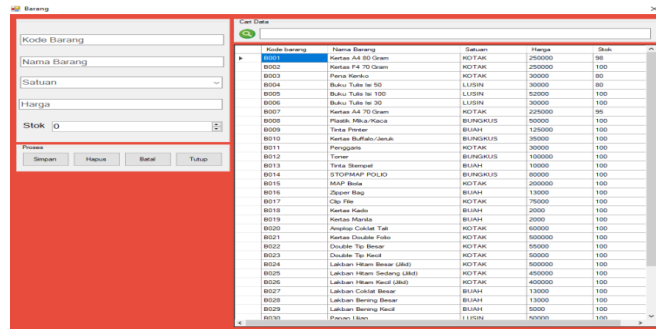 Barang
Kode Barang
Nama Barang
Satuan
Harga
Stok 0
Proses
Simpan Hapus Batal Tutup
Cari Data
Kode barang Nama Barang Satuan Harga Stok
B001 Kertas A4 80 Gram KOTAK 250000 98
B002 Kertas F4 70 Gram KOTAK 250000 100
B003 Pena Kenko KOTAK 30000 80
B004 Buku Tulis Isi 50 LUSIN 30000 80
B005 Buku Tulis Isi 100 LUSIN 52000 100
B006 Buku Tulis Isi 30 LUSIN 30000 100
B007 Kertas A4 70 Gram KOTAK 225000 95
B008 Plastik Mika/Kaca BUNGKUS 50000 100
B009 Tinta Printer BUAH 125000 100
B010 Kertas Buffalo/Jeruk BUNGKUS 35000 100
B011 Penggaris KOTAK 30000 100
B012 Toner BUNGKUS 100000 100
B013 Tinta Stempel BUAH 10000 100
B014 STOPMAP POLIO BUNGKUS 80000 100
B015 MAP Biola KOTAK 200000 100
B016 Zipper Bag BUAH 13000 100
B017 Clip File KOTAK 75000 100
B018 Kertas Kado BUAH 2000 100
B019 Kertas Manila BUAH 2000 100
B020 Amplop Coklat Tali KOTAK 60000 100
B021 Kertas Double Folio KOTAK 500000 100
B022 Double Tip Besar KOTAK 55000 100
B023 Double Tip Kecil KOTAK 50000 100
B024 Lakban Hitam Besar (Jilid) KOTAK 500000 100
B025 Lakban Hitam Sedang (Jilid) KOTAK 450000 100
B026 Lakban Hitam Kecil (Jilid) KOTAK 400000 100
B027 Lakban Coklat Besar BUAH 13000 100
B028 Lakban Bening Besar BUAH 13000 100
B029 Lakban Bening Kecil BUAH 5000 100
B030 Papan Ujian LUSIN 50000 100